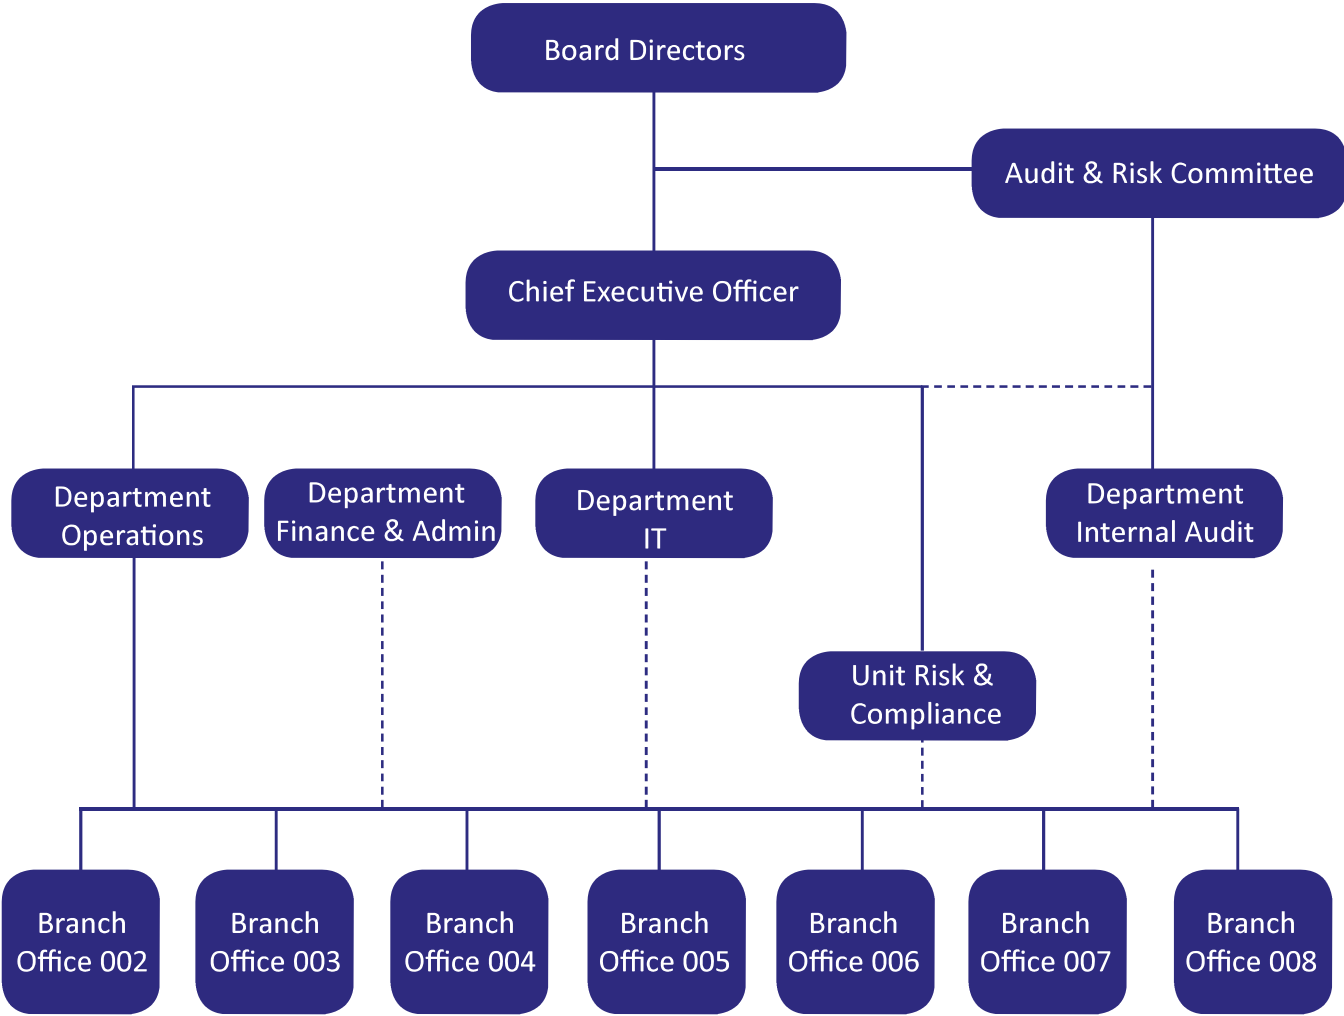 Board Directors
Audit & Risk Committee
Chief Executive Officer
Department
Operations
Department
Finance & Admin
Department
IT
Department
Internal Audit
Unit Risk &
Compliance
Branch
Office 002
Branch
Office 003
Branch
Office 004
Branch
Office 005
Branch
Office 006
Branch
Office 007
Branch
Office 008